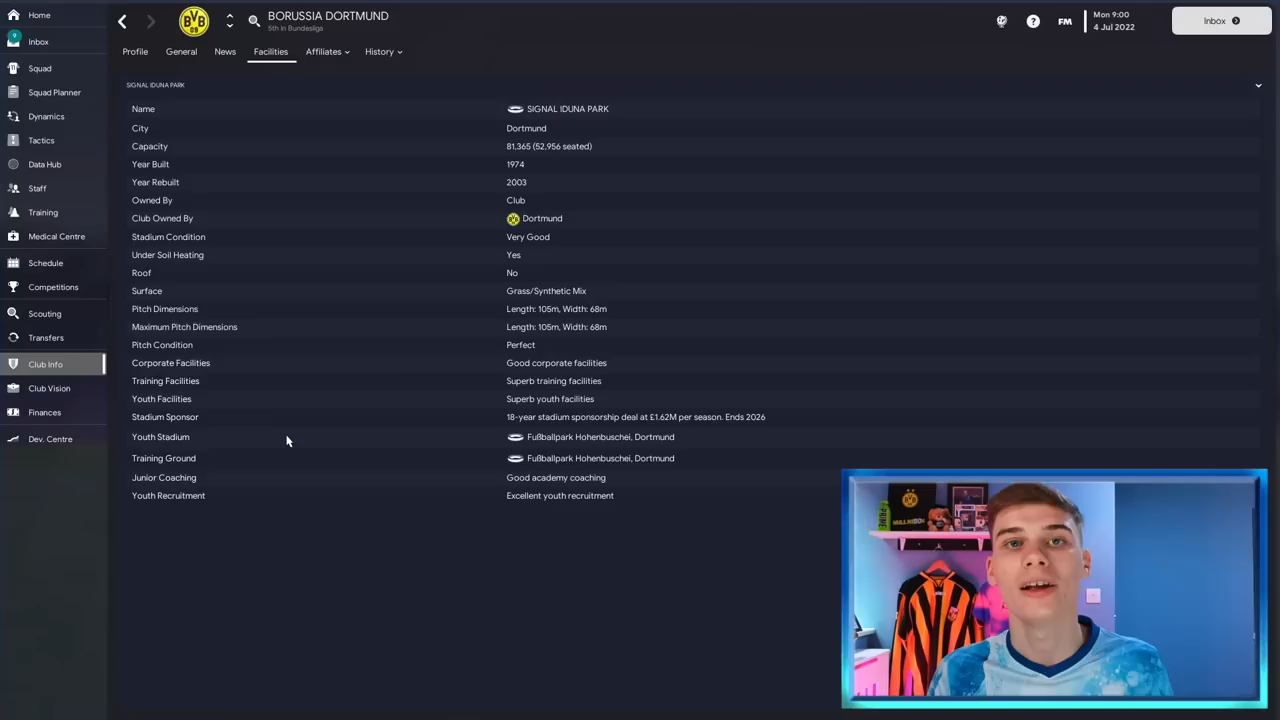 Home
Inbox
Squad
Squad Planner
Dynamics
Tactics
Data Hub
Staff
Training
Medical Centre
Schedule
Competitions
Scouting
Transfers
Club Info
Club Vision
Finances
Dev. Centre
BORUSSIA DORTMUND
5th in Bundesliga
FM
Mon 9:00
4 Jul 2022
Inbox
Profile General News Facilities Affiliates History
SIGNAL IDUNA PARK
Name SIGNAL IDUNA PARK
City Dortmund
Capacity 81,365 (52,956 seated)
Year Built 1974
Year Rebuilt 2003
Owned By Club
Club Owned By Dortmund
Stadium Condition Very Good
Under Soil Heating Yes
Roof No
Surface Grass/Synthetic Mix
Pitch Dimensions Length: 105m, Width: 68m
Maximum Pitch Dimensions Length: 105m, Width: 68m
Pitch Condition Perfect
Corporate Facilities Good corporate facilities
Training Facilities Superb training facilities
Youth Facilities Superb youth facilities
Stadium Sponsor 18-year stadium sponsorship deal at £1.62M per season. Ends 2026
Youth Stadium Fußballpark Hohenbuschei, Dortmund
Training Ground Fußballpark Hohenbuschei, Dortmund
Junior Coaching Good academy coaching
Youth Recruitment Excellent youth recruitment
BVB
09
PRIME